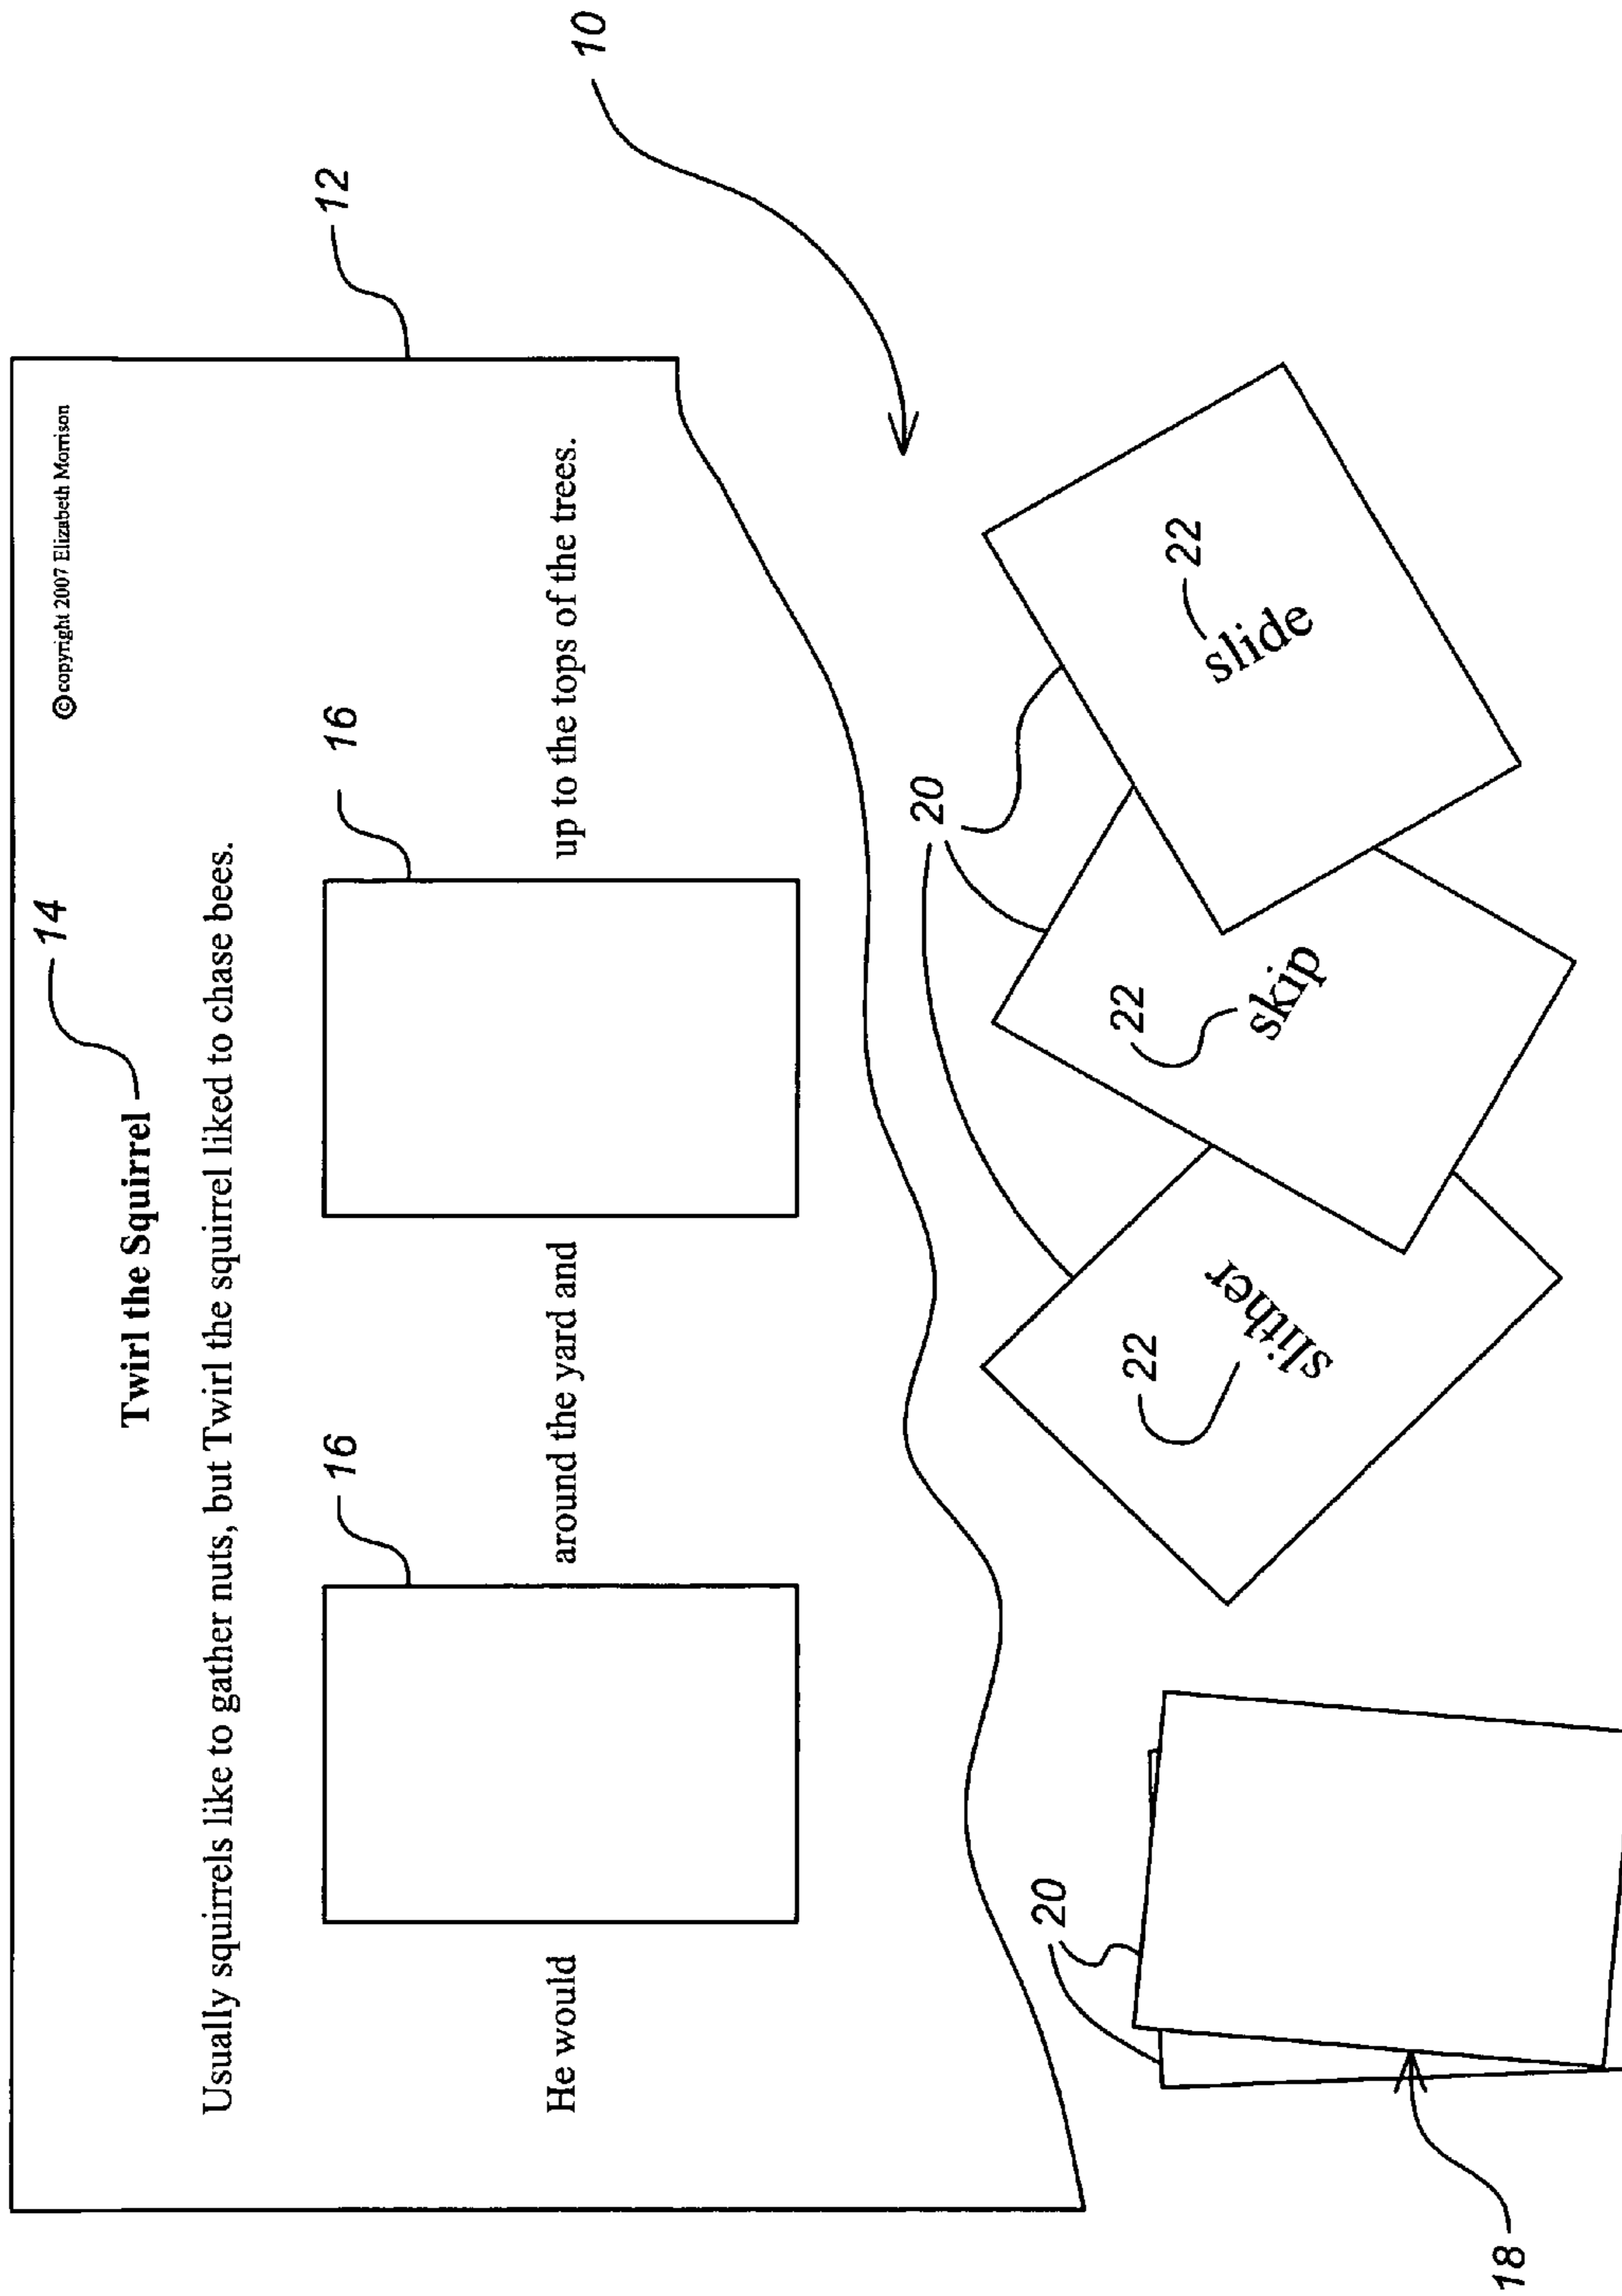 14
©copyright 2007 Elizabeth Morrison
Twirl the Squirrel
Usually squirrels like to gather nuts, but Twirl the squirrel liked to chase bees.
16
16
12
He would
around the yard and
up to the tops of the trees.
10
20
20
22
slither
22
skip
22
slide
18